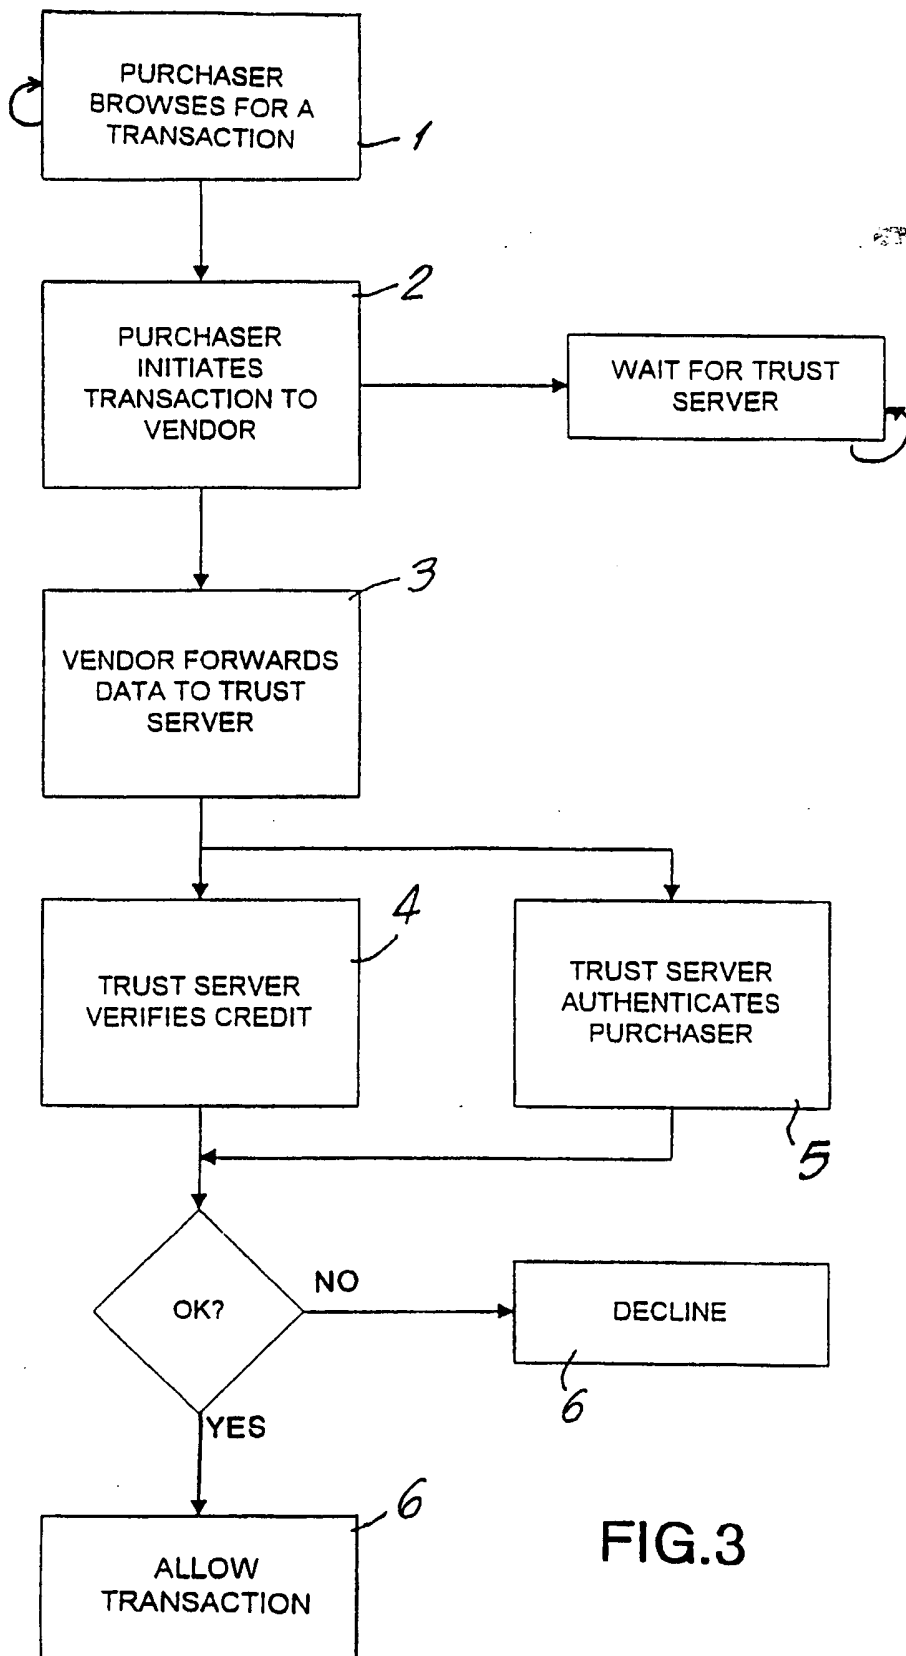 PURCHASER
BROWSES FOR A
TRANSACTION
1
2
PURCHASER
INITIATES
TRANSACTION TO
VENDOR
WAIT FOR TRUST
SERVER
3
VENDOR FORWARDS
DATA TO TRUST
SERVER
4
TRUST SERVER
VERIFIES CREDIT
TRUST SERVER
AUTHENTICATES
PURCHASER
5
OK?
NO
DECLINE
6
YES
6
ALLOW
TRANSACTION
FIG.3